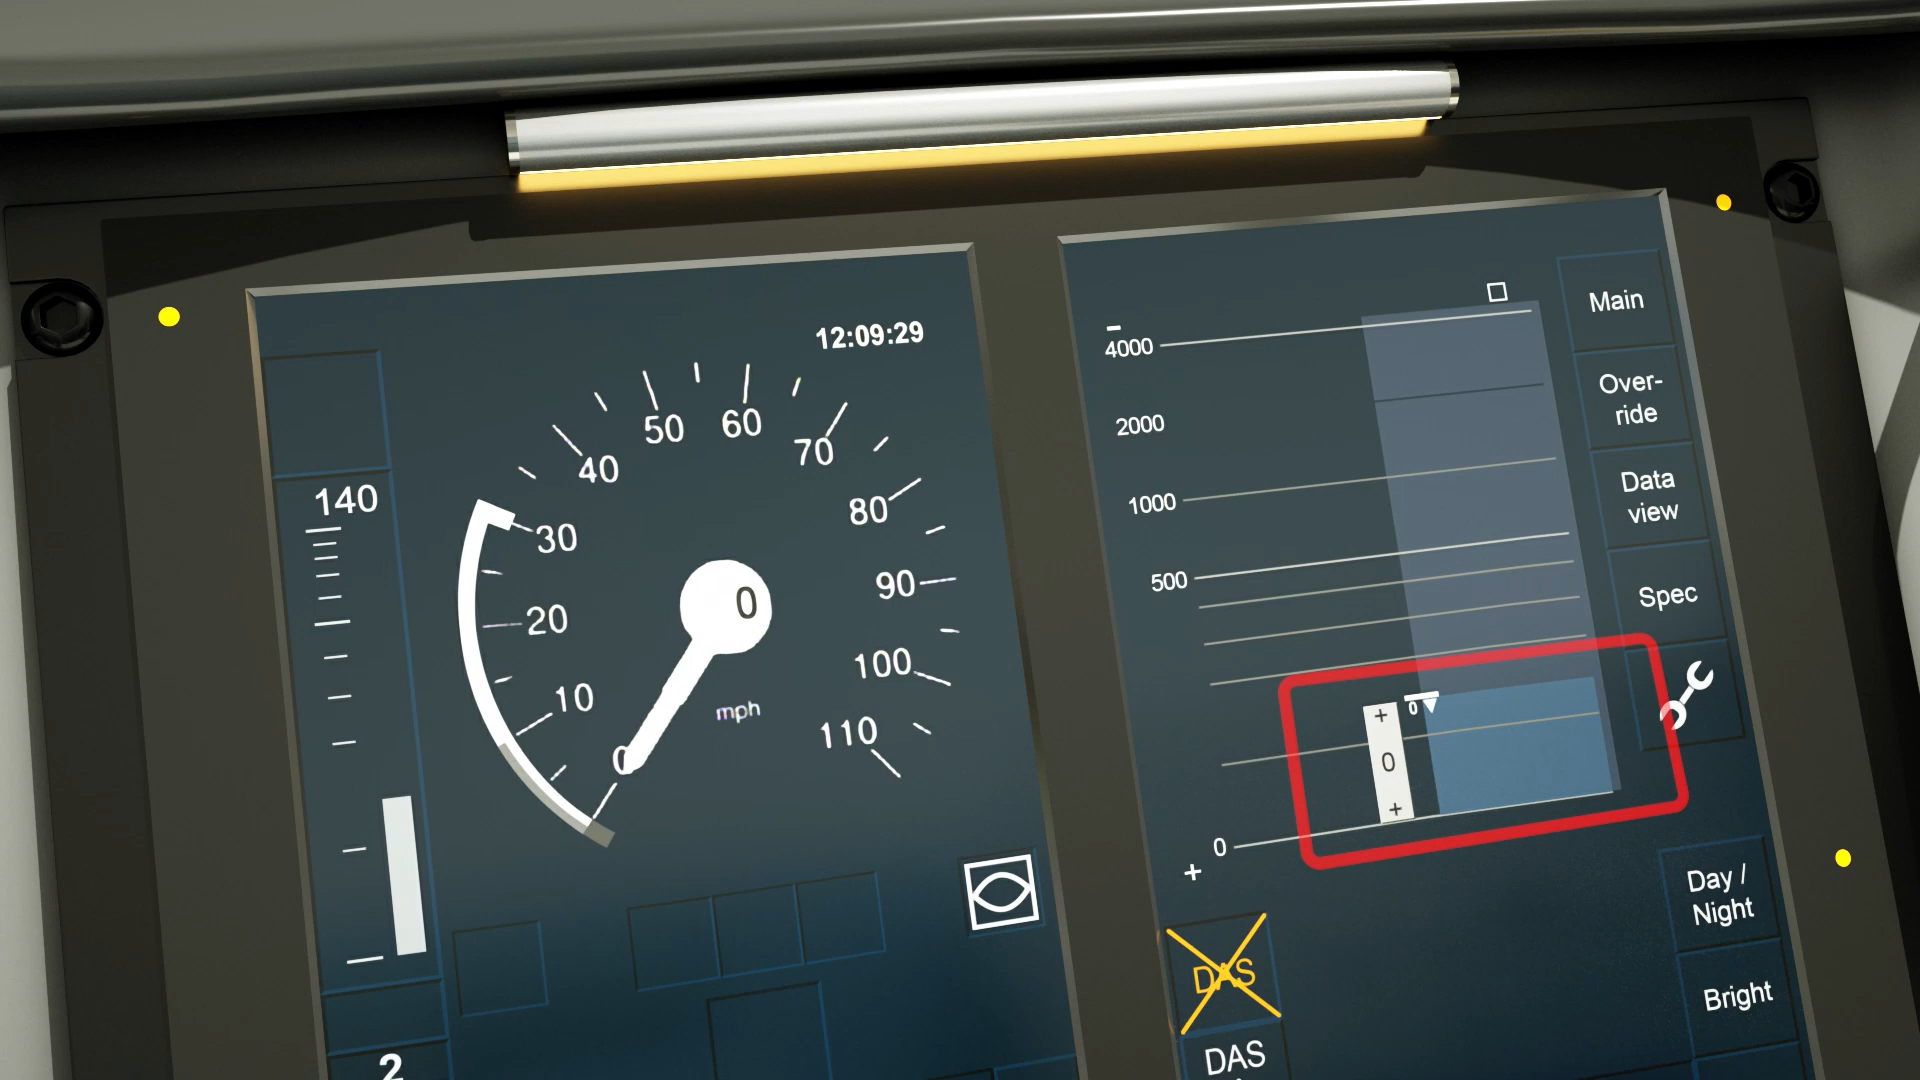 12:09:29
140
0
10
20
30
40
50
60
70
80
90
100
110
0
mph
2
4000
2000
1000
500
0
+
0
+
0
+
DAS
DAS
Main
Over-
ride
Data
view
Spec
Day /
Night
Bright